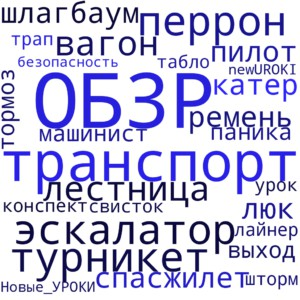 шлагбаум
перрон
трап
вагон
пилот
безопасность
табло
newUROKI
тормоз
ОБЗР
катер
ремень
машинист
паника
транспорт
лестница
урок
конспект
свисток
люк
эскалатор
лайнер
турникет
выход
Новые_УРОКИ
спасжилет
шторм